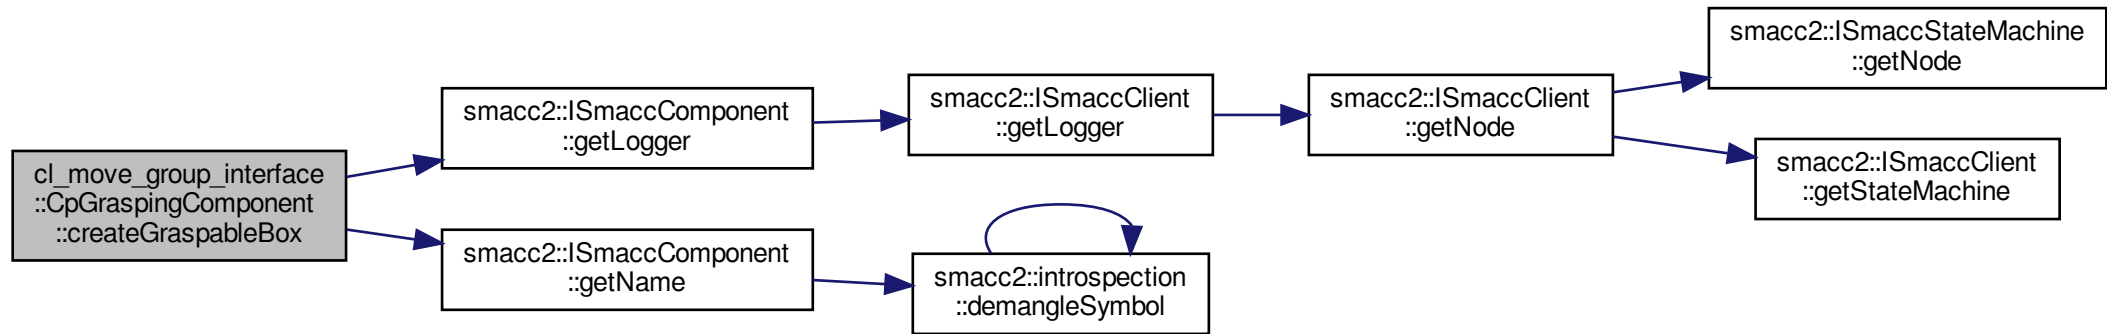 cl_move_group_interface
::CpGraspingComponent
::createGraspableBox
smacc2::ISmaccComponent
::getLogger
smacc2::ISmaccClient
::getLogger
smacc2::ISmaccClient
::getNode
smacc2::ISmaccStateMachine
::getNode
smacc2::ISmaccClient
::getStateMachine
smacc2::ISmaccComponent
::getName
smacc2::introspection
::demangleSymbol